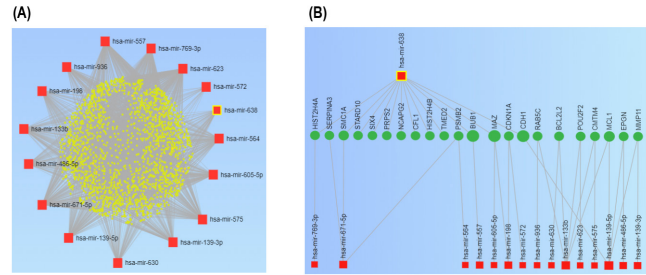 (A)
hsa-mir-557
hsa-mir-769-3p
hsa-mir-936
hsa-mir-623
hsa-mir-198
hsa-mir-572
hsa-mir-638
hsa-mir-133b
hsa-mir-564
hsa-mir-486-5p
hsa-mir-605-5p
hsa-mir-671-5p
hsa-mir-575
hsa-mir-139-5p
hsa-mir-139-3p
hsa-mir-630
(B)
hsa-mir-638
HIST2H4A
SERPINA3
SMC1A
STARD10
SIX4
PRPS2
NCAPG2
CFL1
HIST2H4B
TMED2
PSMB2
BUB1
MAZ
CDKN1A
CDH1
RAB5C
BCL2L2
POU2F2
CMTM4
MCL1
EPGN
MMP11
hsa-mir-769-3p
hsa-mir-671-5p
hsa-mir-564
hsa-mir-557
hsa-mir-605-5p
hsa-mir-198
hsa-mir-572
hsa-mir-936
hsa-mir-630
hsa-mir-133b
hsa-mir-623
hsa-mir-575
hsa-mir-139-5p
hsa-mir-486-5p
hsa-mir-139-3p